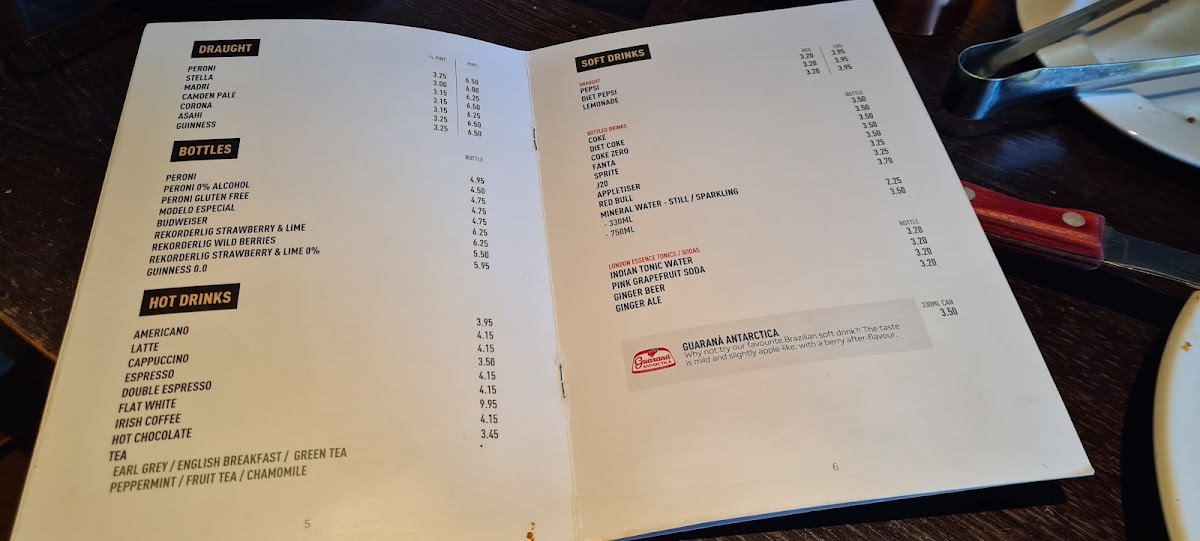 DRAUGHT
½ PINT PINT
PERONI 3.25 6.50
STELLA 3.00 6.00
MADRI 3.15 6.25
CAMDEN PALE 3.15 6.50
CORONA 3.15 6.25
ASAHI 3.25 6.50
GUINNESS 3.25 6.50
BOTTLES
BOTTLE
PERONI 4.95
PERONI 0% ALCOHOL 4.50
PERONI GLUTEN FREE 4.75
MODELO ESPECIAL 4.75
BUDWEISER 4.75
REKORDERLIG STRAWBERRY & LIME 6.25
REKORDERLIG WILD BERRIES 6.25
REKORDERLIG STRAWBERRY & LIME 0% 5.50
GUINNESS 0.0 5.95
HOT DRINKS
AMERICANO 3.95
LATTE 4.15
CAPPUCCINO 4.15
ESPRESSO 3.50
DOUBLE ESPRESSO 4.15
FLAT WHITE 4.15
IRISH COFFEE 9.95
HOT CHOCOLATE 4.15
TEA 3.45
EARL GREY / ENGLISH BREAKFAST / GREEN TEA
PEPPERMINT / FRUIT TEA / CHAMOMILE
5
SOFT DRINKS
DRAUGHT REG LRG
PEPSI 3.20 3.95
DIET PEPSI 3.20 3.95
LEMONADE 3.20 3.95
BOTTLED DRINKS BOTTLE
COKE 3.50
DIET COKE 3.50
COKE ZERO 3.50
FANTA 3.50
SPRITE 3.50
J20 3.25
APPLETISER 3.25
RED BULL 3.70
MINERAL WATER - STILL / SPARKLING
- 330ML 2.25
- 750ML 3.50
LONDON ESSENCE TONICS / SODAS BOTTLE
INDIAN TONIC WATER 3.20
PINK GRAPEFRUIT SODA 3.20
GINGER BEER 3.20
GINGER ALE 3.20
330ML CAN
GUARANÁ ANTARCTICA 3.50
Why not try our favourite Brazilian soft drink?! The taste
is mild and slightly apple-like, with a berry after-flavour.
Guaraná
ANTARCTICA
6